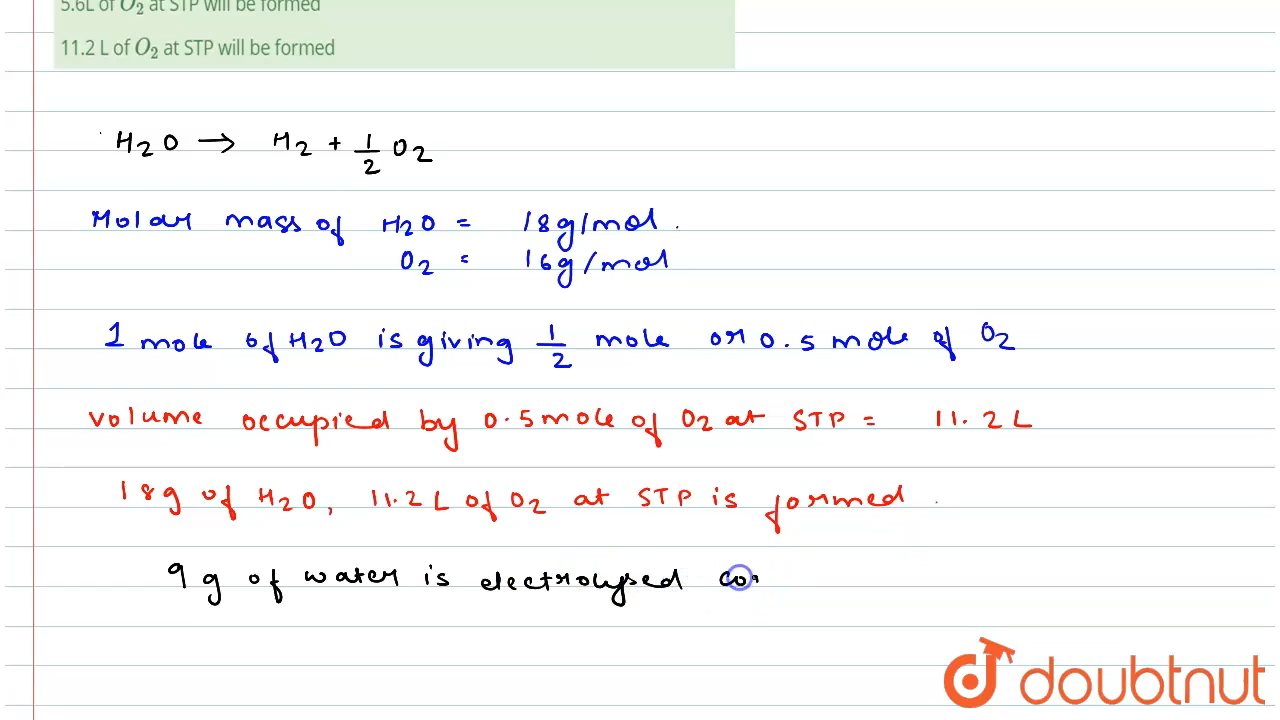 5.6L of O2 at STP will be formed
11.2 L of O2 at STP will be formed
H2O → H2 + 1/2 O2
Molar mass of H2O = 18g/mol.
O2 = 16g/mol
1 mole of H2O is giving 1/2 mole or 0.5 mole of O2
volume occupied by 0.5 mole of O2 at STP = 11.2 L
18g of H2O, 11.2 L of O2 at STP is formed.
9 g of water is electrolysed co
doubtnut